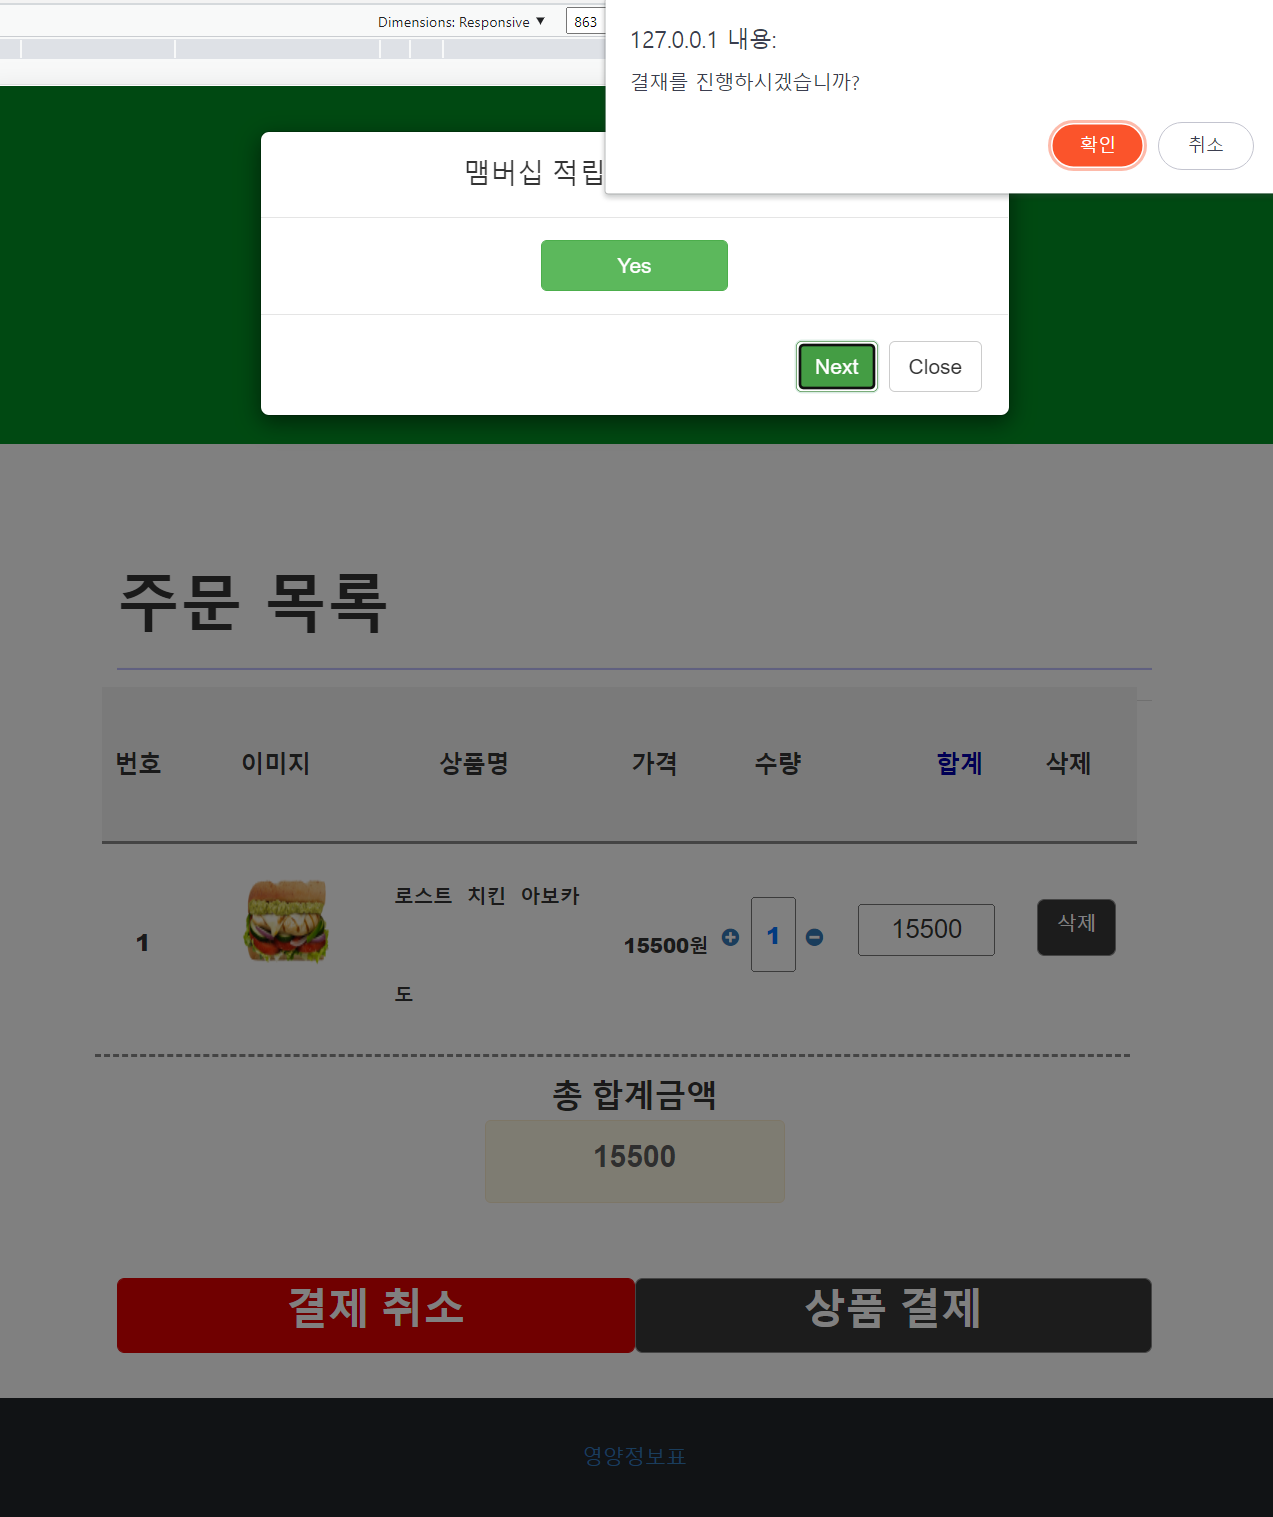 Dimensions: Responsive ▼ 863
127.0.0.1 내용:
결재를 진행하시겠습니까?
확인 취소
맴버십 적립
Yes
Next Close
주문 목록
번호 이미지 상품명 가격 수량 합계 삭제
로스트 치킨 아보카
1 15500원 1 15500 삭제
도
총 합계금액
15500
결제 취소 상품 결제
영양정보표